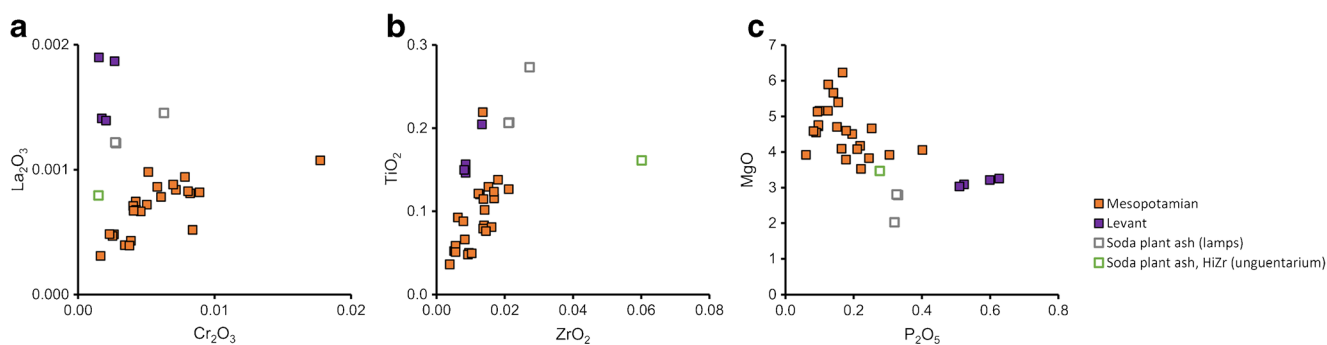 a
0.002
0.001
0.000
La₂O₃
0.00
0.01
0.02
Cr₂O₃
b
0.3
0.2
0.1
0.0
TiO₂
0.00
0.02
0.04
0.06
0.08
ZrO₂
c
7
6
5
4
3
2
1
0
MgO
0.0
0.2
0.4
0.6
0.8
P₂O₅
Mesopotamian
Levant
Soda plant ash (lamps)
Soda plant ash, HiZr (unguentarium)